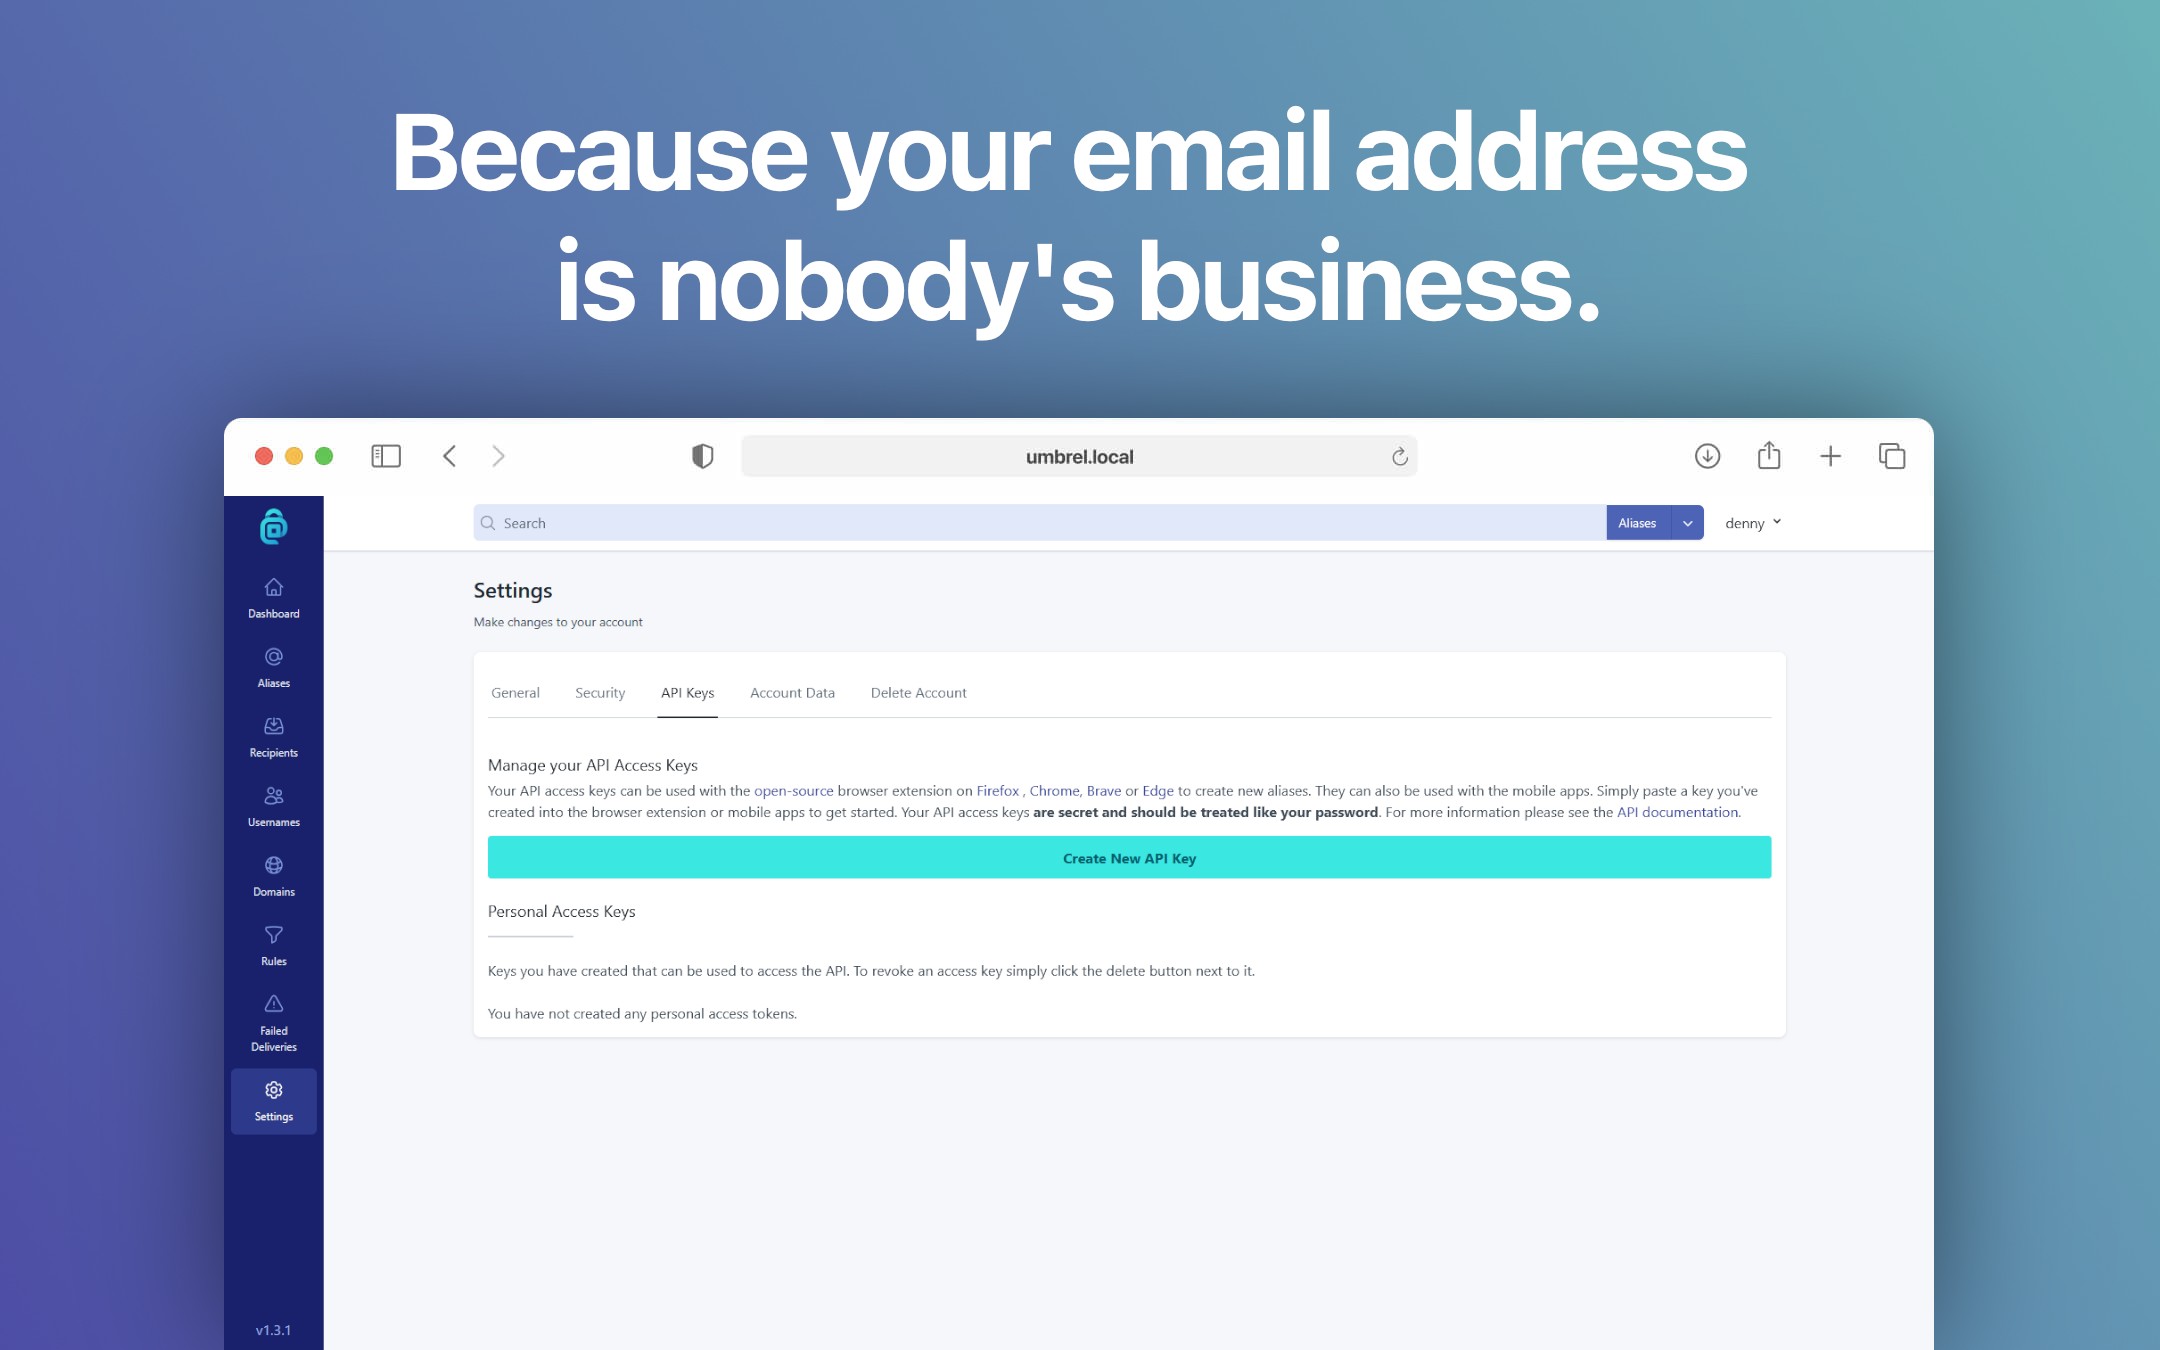 Because your email address
is nobody's business.
umbrel.local
Search
Aliases
denny
Dashboard
Aliases
Recipients
Usernames
Domains
Rules
Failed
Deliveries
Settings
v1.3.1
Settings
Make changes to your account
General
Security
API Keys
Account Data
Delete Account
Manage your API Access Keys
Your API access keys can be used with the open-source browser extension on Firefox , Chrome, Brave or Edge to create new aliases. They can also be used with the mobile apps. Simply paste a key you've
created into the browser extension or mobile apps to get started. Your API access keys are secret and should be treated like your password. For more information please see the API documentation.
Create New API Key
Personal Access Keys
Keys you have created that can be used to access the API. To revoke an access key simply click the delete button next to it.
You have not created any personal access tokens.